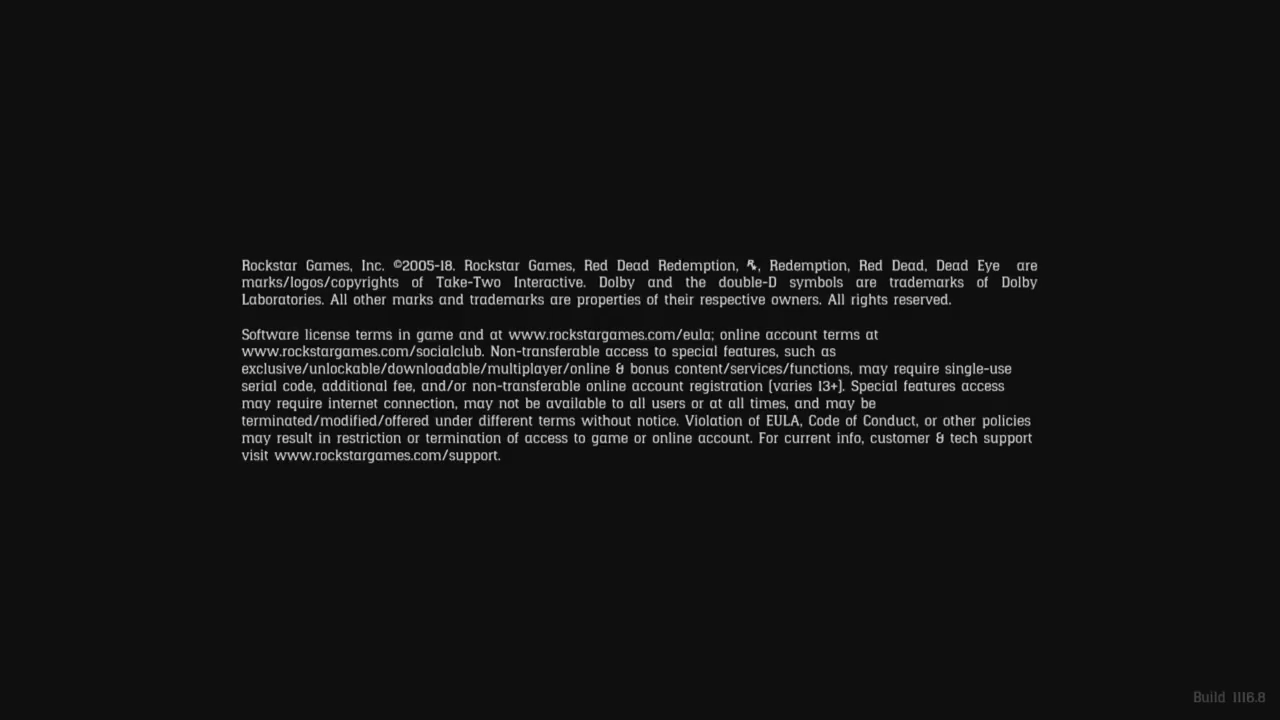 Rockstar Games, Inc. ©2005-18. Rockstar Games, Red Dead Redemption, R*, Redemption, Red Dead, Dead Eye are
marks/logos/copyrights of Take-Two Interactive. Dolby and the double-D symbols are trademarks of Dolby
Laboratories. All other marks and trademarks are properties of their respective owners. All rights reserved.
Software license terms in game and at www.rockstargames.com/eula; online account terms at
www.rockstargames.com/socialclub. Non-transferable access to special features, such as
exclusive/unlockable/downloadable/multiplayer/online & bonus content/services/functions, may require single-use
serial code, additional fee, and/or non-transferable online account registration (varies 13+). Special features access
may require internet connection, may not be available to all users or at all times, and may be
terminated/modified/offered under different terms without notice. Violation of EULA, Code of Conduct, or other policies
may result in restriction or termination of access to game or online account. For current info, customer & tech support
visit www.rockstargames.com/support.
Build 1116.8